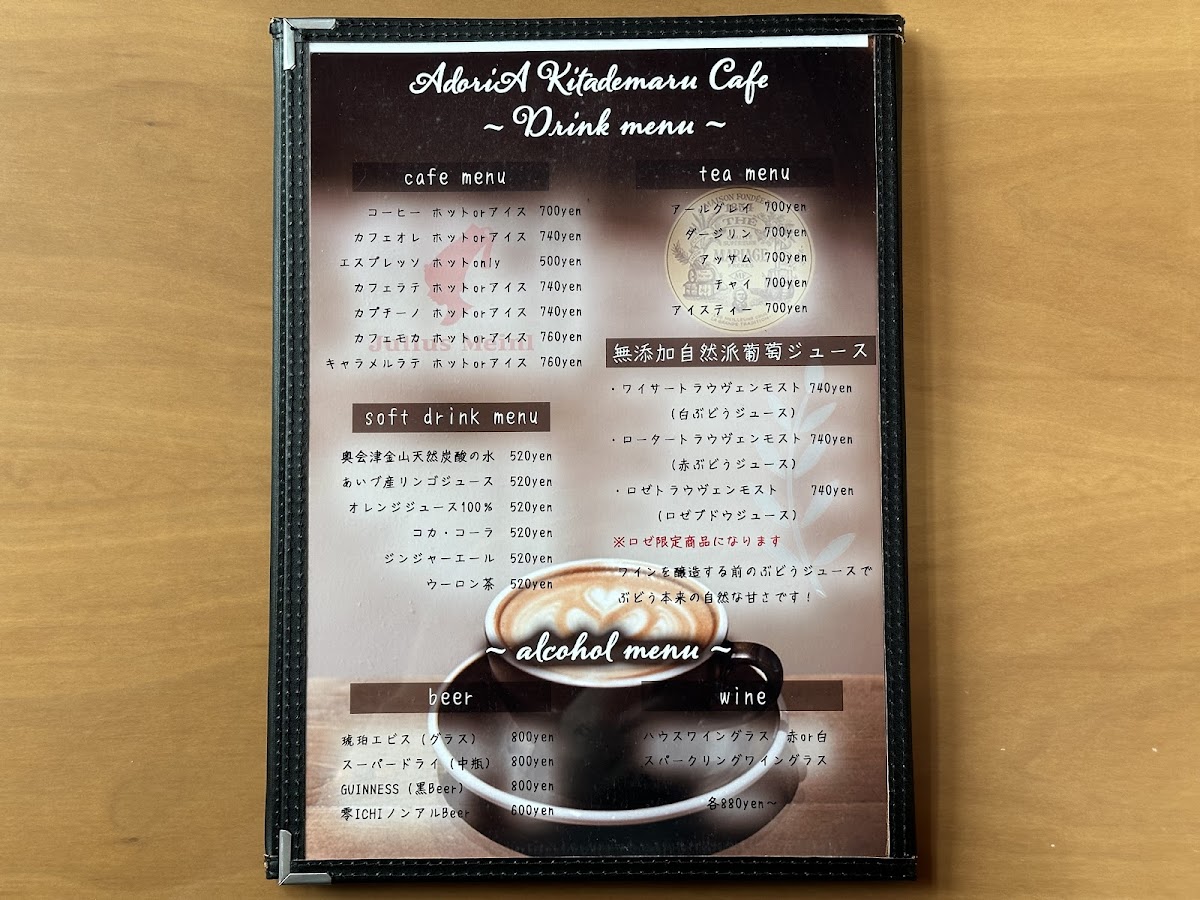 AdoriA Kitademaru Cafe
~ Drink menu ~
cafe menu
コーヒー ホットorアイス 700yen
カフェオレ ホットorアイス 740yen
エスプレッソ ホットonly 500yen
カフェラテ ホットorアイス 740yen
カプチーノ ホットorアイス 740yen
カフェモカ ホットorアイス 760yen
キャラメルラテ ホットorアイス 760yen
Julius Meinl
soft drink menu
奥会津金山天然炭酸の水 520yen
あいづ産リンゴジュース 520yen
オレンジジュース100% 520yen
コカ・コーラ 520yen
ジンジャーエール 520yen
ウーロン茶 520yen
tea menu
アールグレイ 700yen
ダージリン 700yen
アッサム 700yen
チャイ 700yen
アイスティー 700yen
MAISON FONDÉE
1854
THÉ
MARIAGE
無添加自然派葡萄ジュース
・ワイサートラウヴェンモスト 740yen
(白ぶどうジュース)
・ロータートラウヴェンモスト 740yen
(赤ぶどうジュース)
・ロゼトラウヴェンモスト 740yen
(ロゼブドウジュース)
※ロゼ限定商品になります
ワインを醸造する前のぶどうジュースで
ぶどう本来の自然な甘さです!
~ alcohol menu ~
beer
琥珀エビス (グラス) 800yen
スーパードライ (中瓶) 800yen
GUINNESS (黒Beer) 800yen
零ICHIノンアルBeer 600yen
wine
ハウスワイングラス 赤or白
スパークリングワイングラス
各880yen~